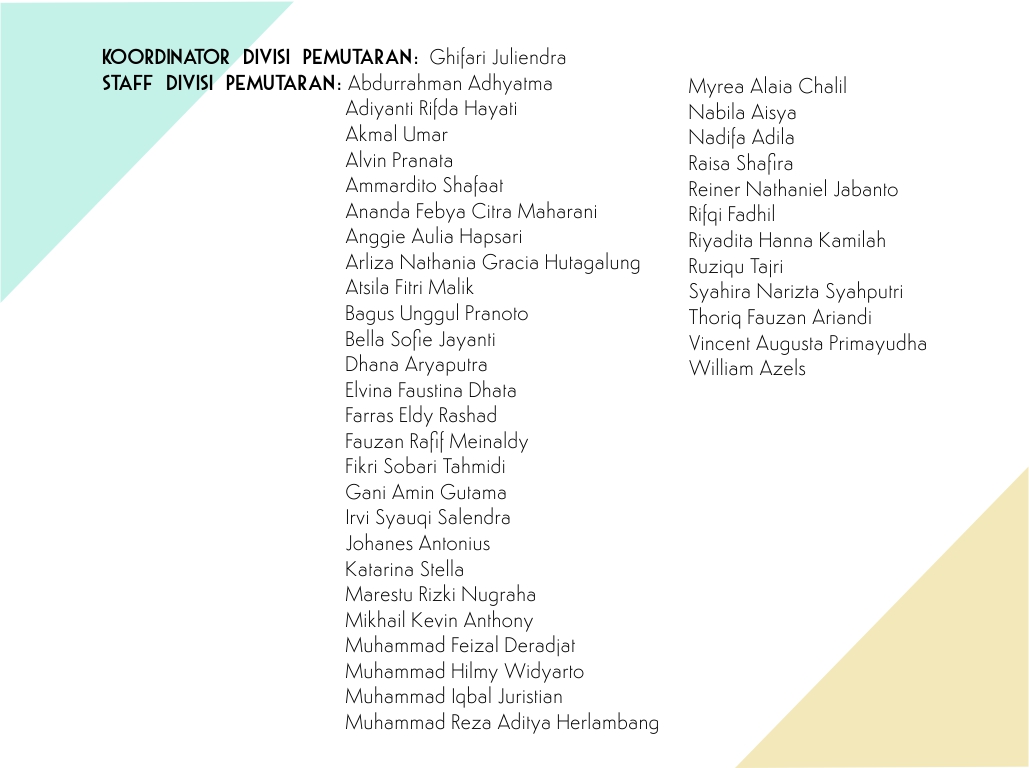 KOORDINATOR DIVISI PEMUTARAN: Ghifari Juliendra
STAFF DIVISI PEMUTARAN: Abdurrahman Adhyatma
Adiyanti Rifda Hayati
Akmal Umar
Alvin Pranata
Ammardito Shafaat
Ananda Febya Citra Maharani
Anggie Aulia Hapsari
Arliza Nathania Gracia Hutagalung
Atsila Fitri Malik
Bagus Unggul Pranoto
Bella Sofie Jayanti
Dhana Aryaputra
Elvina Faustina Dhata
Farras Eldy Rashad
Fauzan Rafif Meinaldy
Fikri Sobari Tahmidi
Gani Amin Gutama
Irvi Syauqi Salendra
Johanes Antonius
Katarina Stella
Marestu Rizki Nugraha
Mikhail Kevin Anthony
Muhammad Feizal Deradjat
Muhammad Hilmy Widyarto
Muhammad Iqbal Juristian
Muhammad Reza Aditya Herlambang
Myrea Alaia Chalil
Nabila Aisya
Nadifa Adila
Raisa Shafira
Reiner Nathaniel Jabanto
Rifqi Fadhil
Riyadita Hanna Kamilah
Ruziqu Tajri
Syahira Narizta Syahputri
Thoriq Fauzan Ariandi
Vincent Augusta Primayudha
William Azels